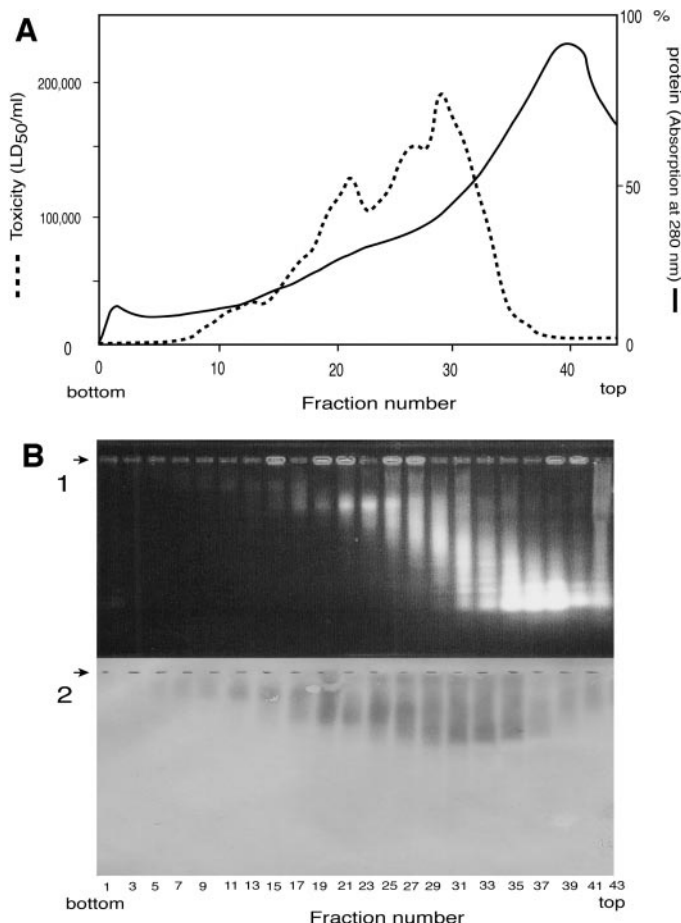 A
100 %
200,000
100,000
0
50
0
Toxicity (LD50/ml)
protein (Absorption at 280 nm)
0 10 20 30 40
bottom top
Fraction number
B
1
2
1 3 5 7 9 11 13 15 17 19 21 23 25 27 29 31 33 35 37 39 41 43
bottom top
Fraction number